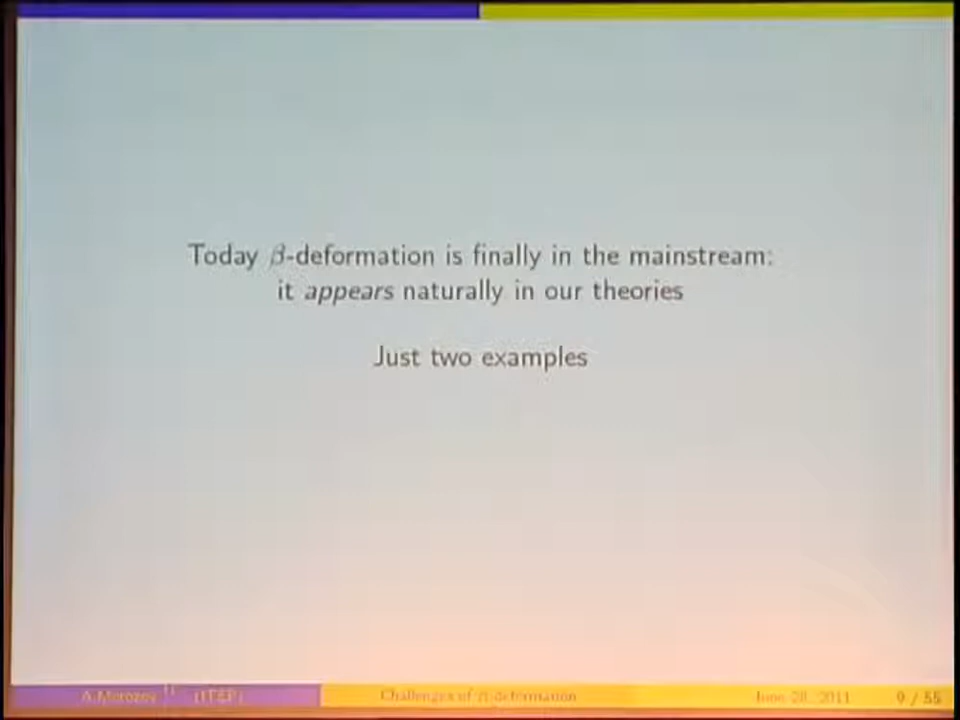 Today β-deformation is finally in the mainstream:
it appears naturally in our theories
Just two examples
A.Morozov (ITEP)
Challenges of β-deformation
June 28, 2011
9 / 55